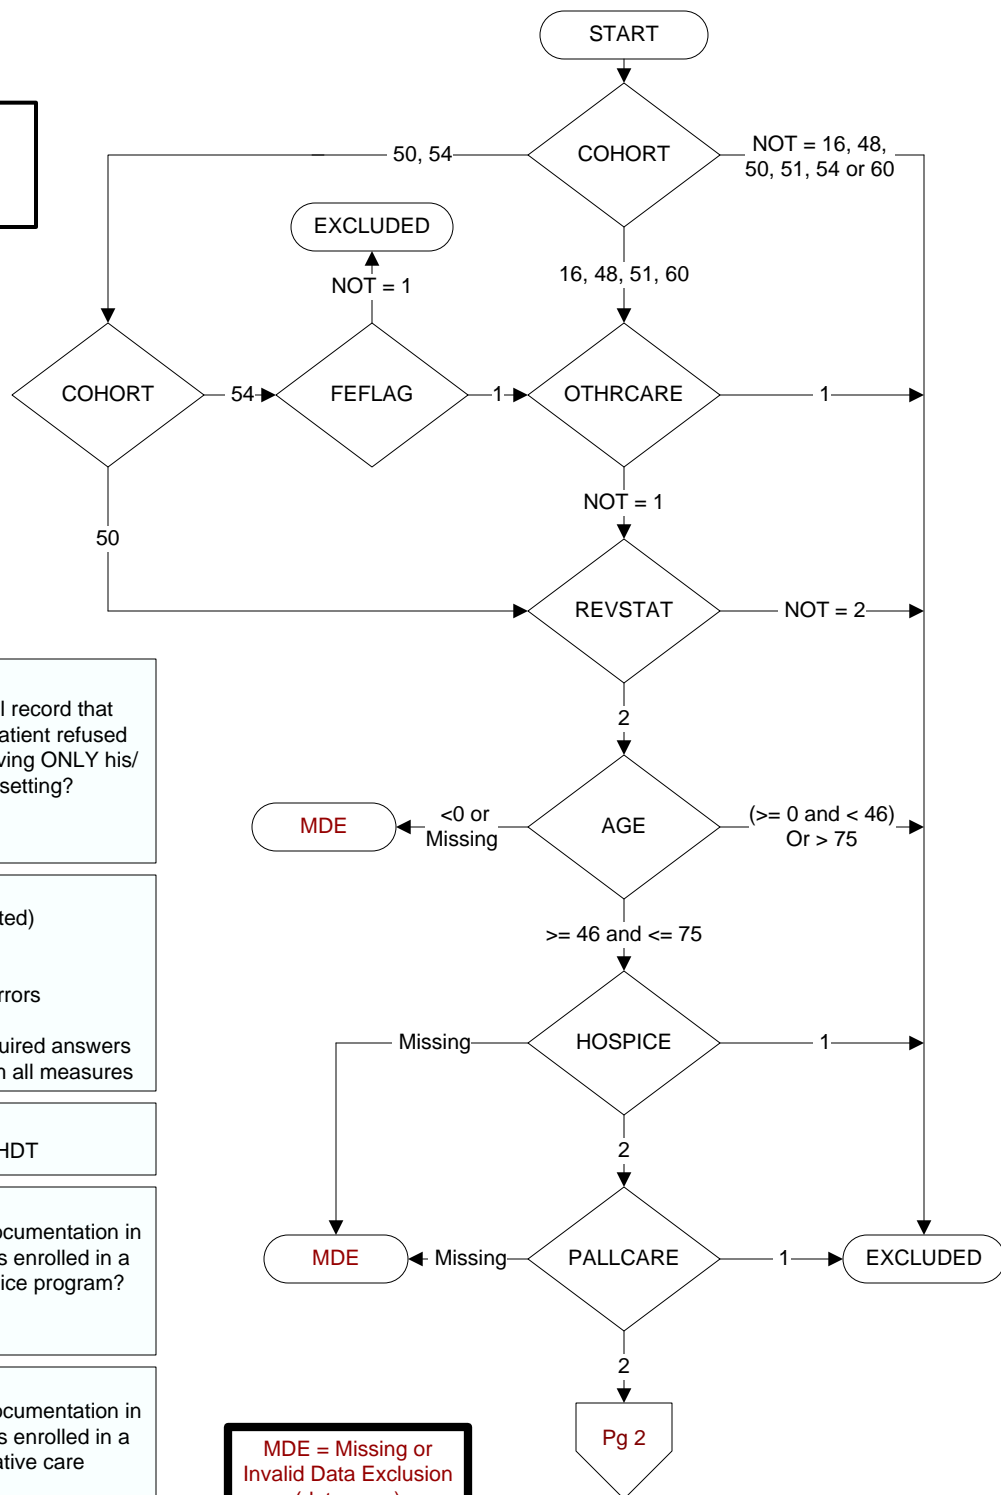 START
COHORT
50, 54
NOT = 16, 48,
50, 51, 54 or 60
EXCLUDED
NOT = 1
16, 48, 51, 60
COHORT
54
FEFLAG
1
OTHRCARE
1
NOT = 1
50
REVSTAT
NOT = 2
2
l record that
atient refused
ving ONLY his/
setting?
MDE
<0 or
Missing
AGE
(>= 0 and < 46)
Or > 75
ted)
rrors
uired answers
n all measures
>= 46 and <= 75
Missing
HOSPICE
1
2
HDT
ocumentation in
s enrolled in a
ice program?
MDE
Missing
PALLCARE
1
EXCLUDED
2
ocumentation in
s enrolled in a
ative care
Pg 2
MDE = Missing or
Invalid Data Exclusion